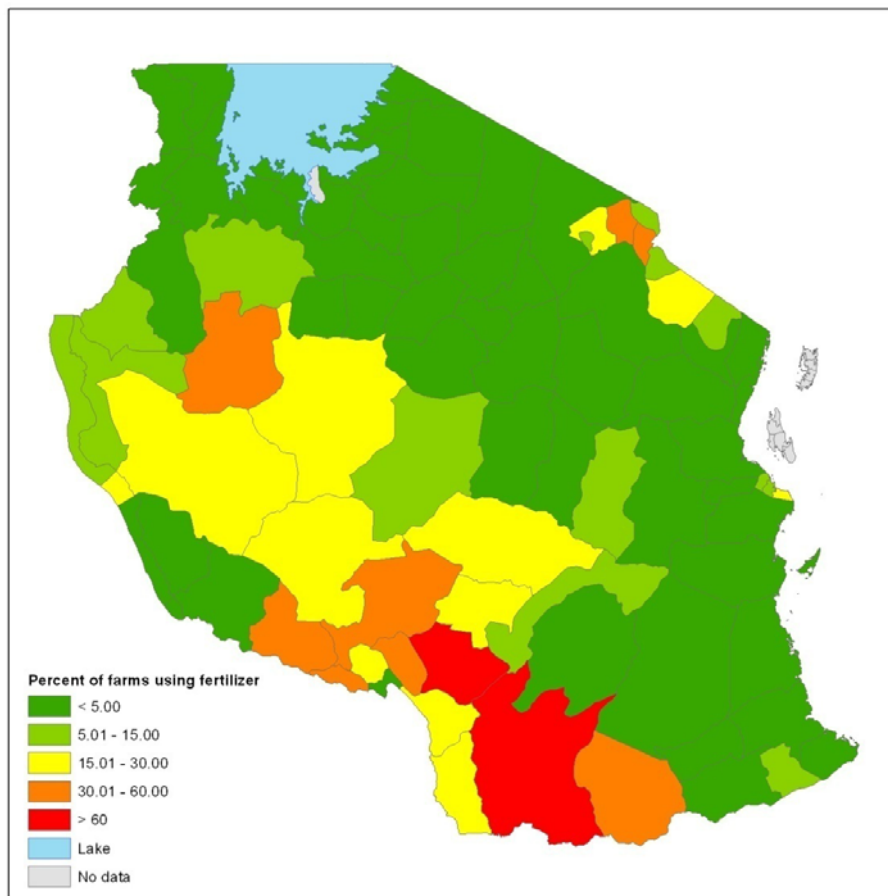 Percent of farms using fertilizer
< 5.00
5.01 - 15.00
15.01 - 30.00
30.01 - 60.00
> 60
Lake
No data